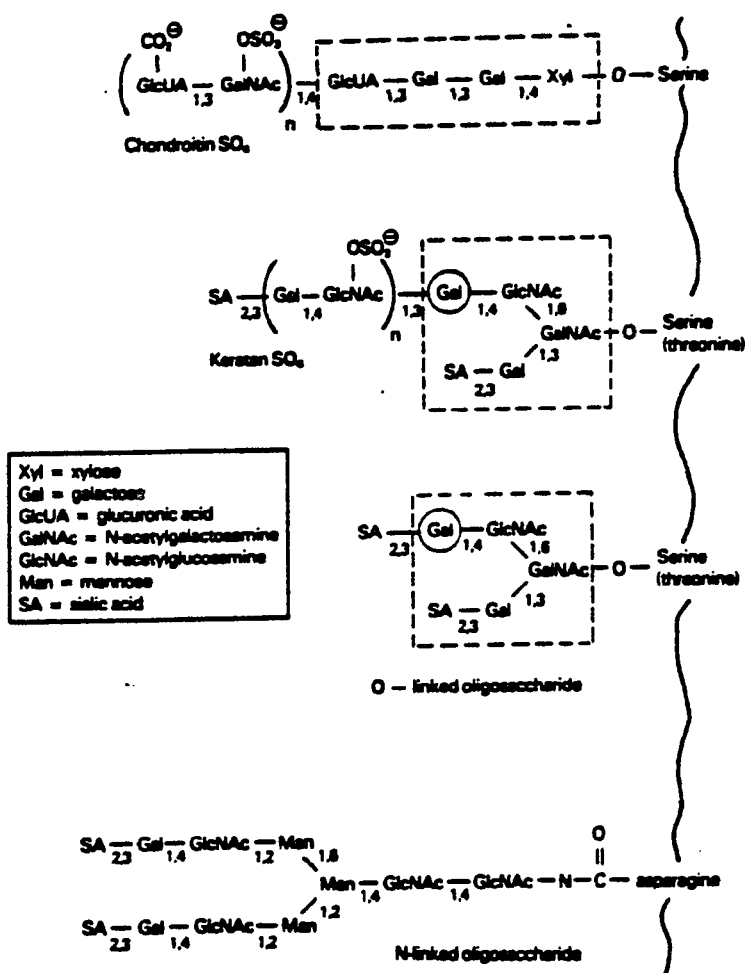 CO₂⊖ OSO₃⊖
( GlcUA — GalNAc )n — GlcUA — Gal — Gal — Xyl — O — Serine
1,3 1,4 1,3 1,3 1,4
Chondroitin SO₄
OSO₃⊖
SA — ( Gal — GlcNAc )n — Gal — GlcNAc
2,3 1,4 1,3 1,4 1,6
GalNAc — O — Serine
(threonine)
1,3
SA — Gal
2,3
Keratan SO₄
Xyl = xylose
Gal = galactose
GlcUA = glucuronic acid
GalNAc = N-acetylgalactosamine
GlcNAc = N-acetylglucosamine
Man = mannose
SA = sialic acid
SA — Gal — GlcNAc
2,3 1,4 1,6
GalNAc — O — Serine
(threonine)
1,3
SA — Gal
2,3
O – linked oligosaccharide
SA — Gal — GlcNAc — Man
2,3 1,4 1,2 1,6
O
Man — GlcNAc — GlcNAc — N — C — asparagine
1,4 1,4
1,2
SA — Gal — GlcNAc — Man
2,3 1,4 1,2
N-linked oligosaccharide